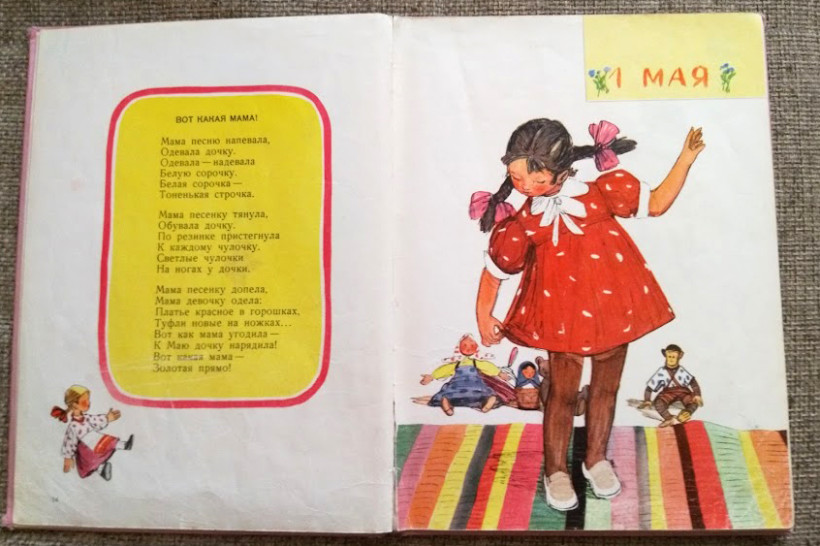 ВОТ КАКАЯ МАМА!
Мама песню напевала,
Одевала дочку.
Одевала — надевала
Белую сорочку.
Белая сорочка —
Тоненькая строчка.
Мама песенку тянула,
Обувала дочку.
По резинке пристегнула
К каждому чулочку.
Светлые чулочки
На ногах у дочки.
Мама песенку допела,
Мама девочку одела:
Платье красное в горошках,
Туфли новые на ножках...
Вот как мама угодила —
К Маю дочку нарядила!
Вот какая мама —
Золотая прямо!
1 МАЯ